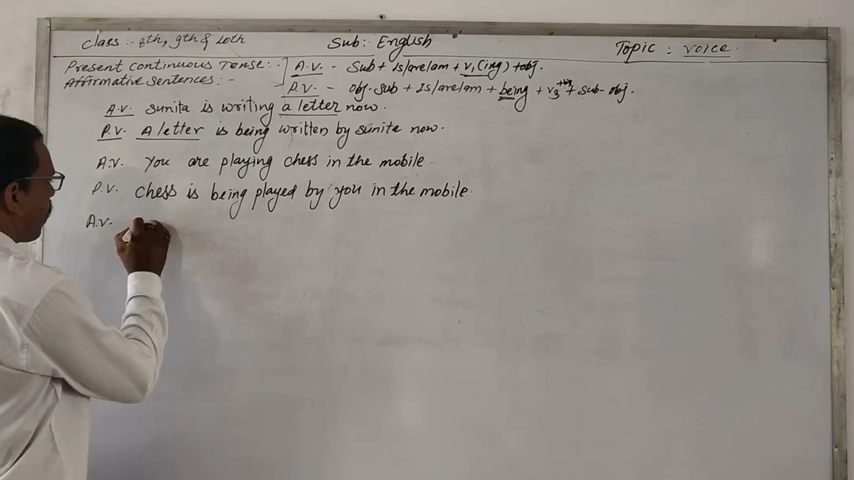 Class :- 8th, 9th & 10th Sub:- English Topic : voice.
Present Continuous Tense:- A.V. - Sub + Is/are/am + V1(ing) + obj.
Affirmative Sentences:- P.V. - Obj-Sub + Is/are/am + being + V3 + Sub-obj.
A.V. Sunita is writing a letter now.
P.V. A letter is being written by sunita now.
A.V. You are playing chess in the mobile.
P.V. Chess is being played by you in the mobile.
A.V.